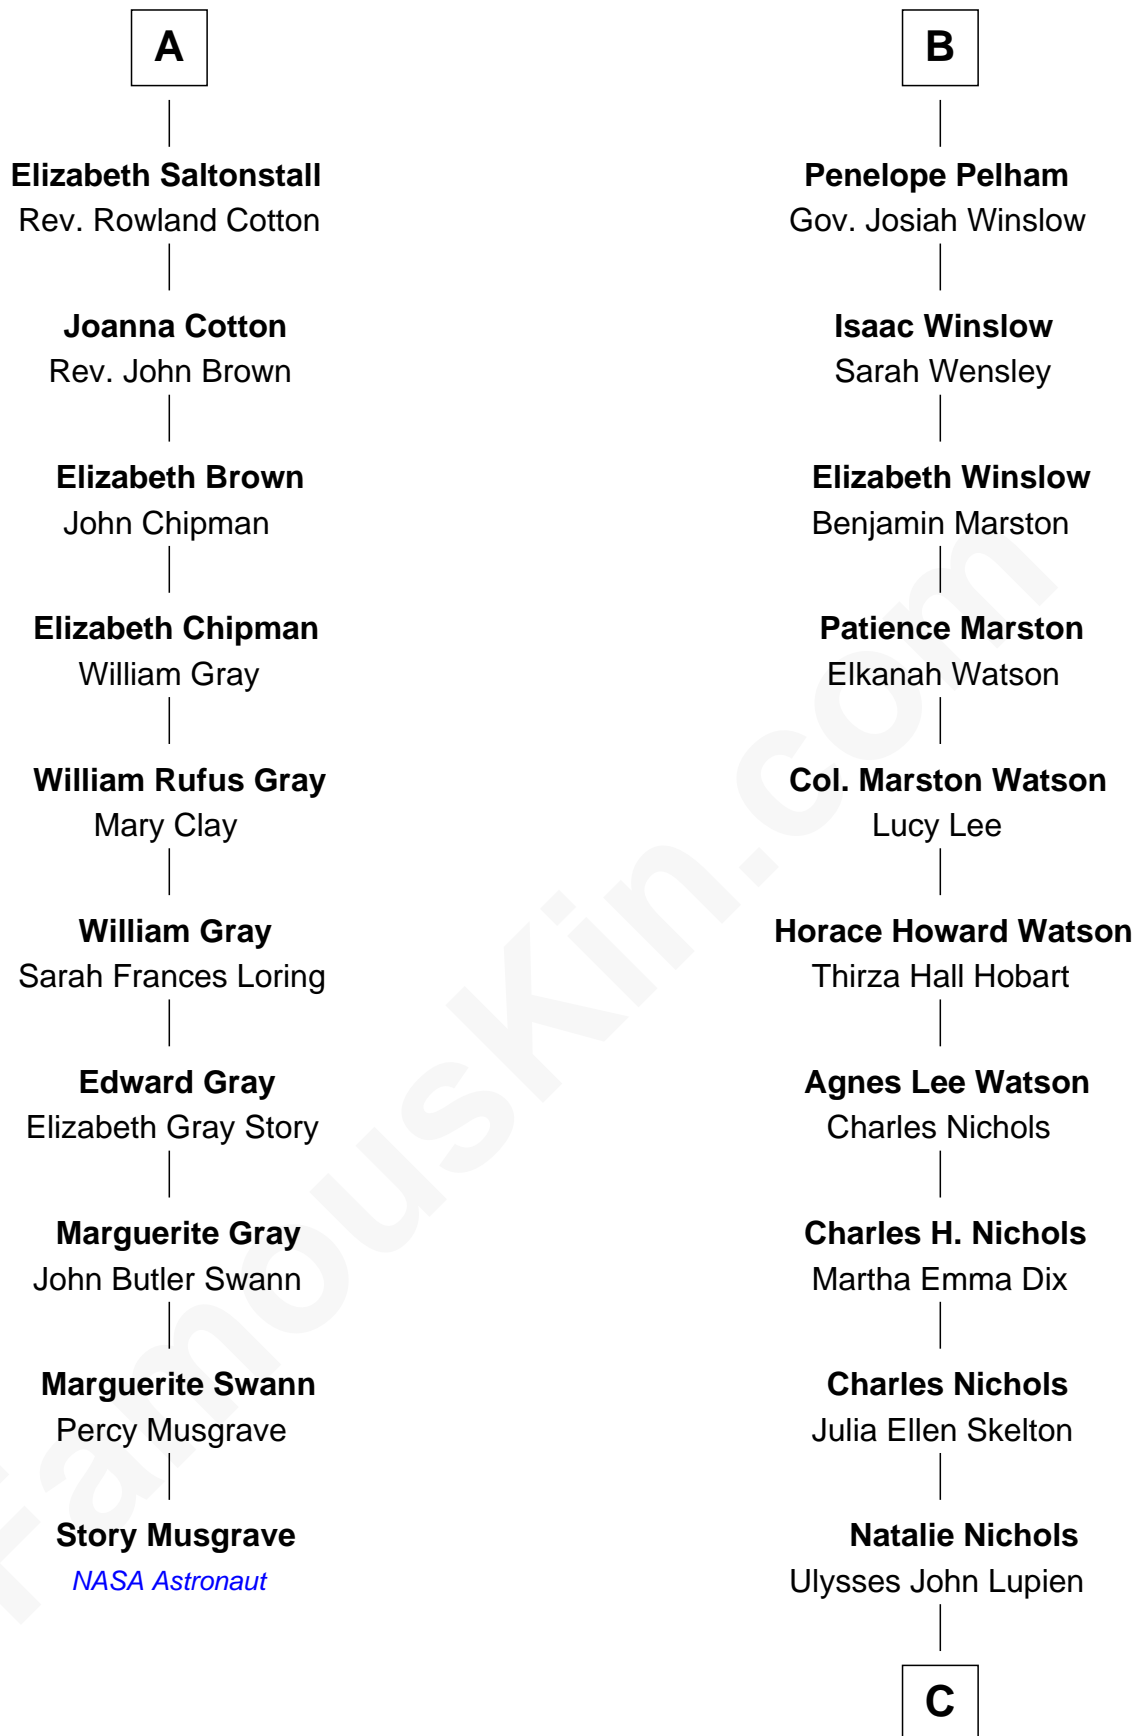 A
Elizabeth Saltonstall
Rev. Rowland Cotton
Joanna Cotton
Rev. John Brown
Elizabeth Brown
John Chipman
Elizabeth Chipman
William Gray
William Rufus Gray
Mary Clay
William Gray
Sarah Frances Loring
Edward Gray
Elizabeth Gray Story
Marguerite Gray
John Butler Swann
Marguerite Swann
Percy Musgrave
Story Musgrave
NASA Astronaut
B
Penelope Pelham
Gov. Josiah Winslow
Isaac Winslow
Sarah Wensley
Elizabeth Winslow
Benjamin Marston
Patience Marston
Elkanah Watson
Col. Marston Watson
Lucy Lee
Horace Howard Watson
Thirza Hall Hobart
Agnes Lee Watson
Charles Nichols
Charles H. Nichols
Martha Emma Dix
Charles Nichols
Julia Ellen Skelton
Natalie Nichols
Ulysses John Lupien
C
FamousKin.com